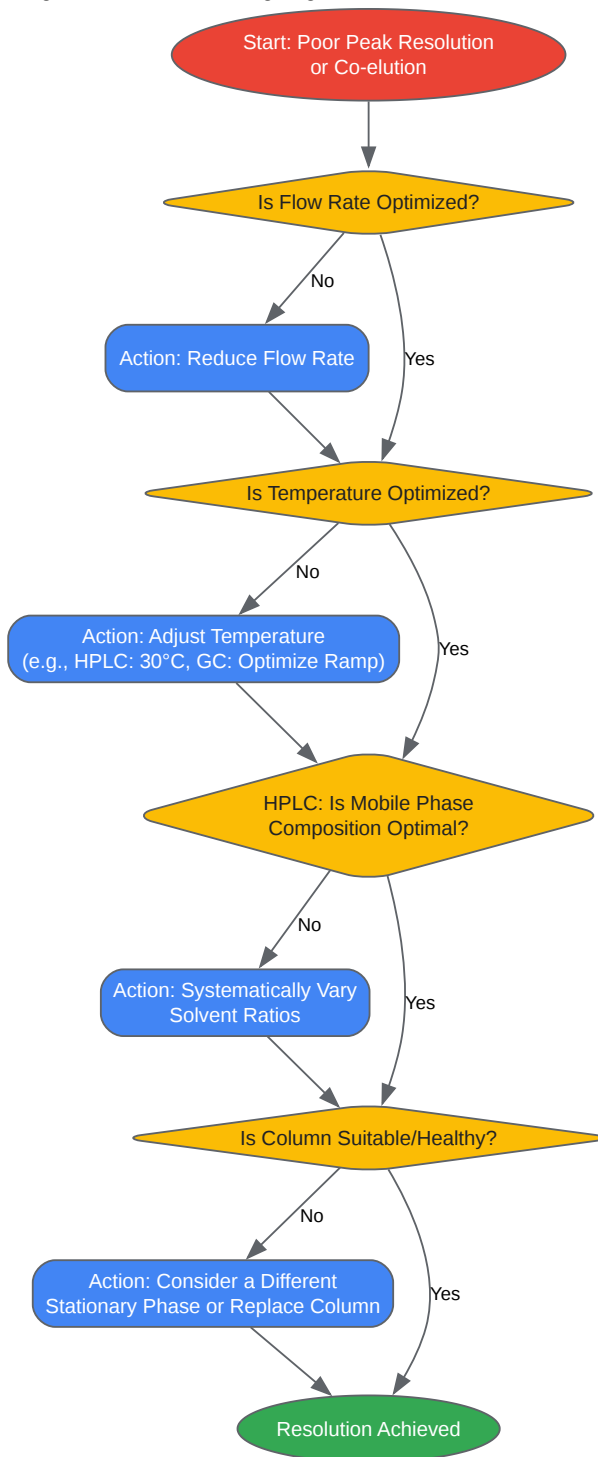 Start: Poor Peak Resolution
or Co-elution
Is Flow Rate Optimized?
No
Action: Reduce Flow Rate
Yes
Is Temperature Optimized?
No
Action: Adjust Temperature
(e.g., HPLC: 30°C, GC: Optimize Ramp)
Yes
HPLC: Is Mobile Phase
Composition Optimal?
No
Action: Systematically Vary
Solvent Ratios
Yes
Is Column Suitable/Healthy?
No
Action: Consider a Different
Stationary Phase or Replace Column
Yes
Resolution Achieved